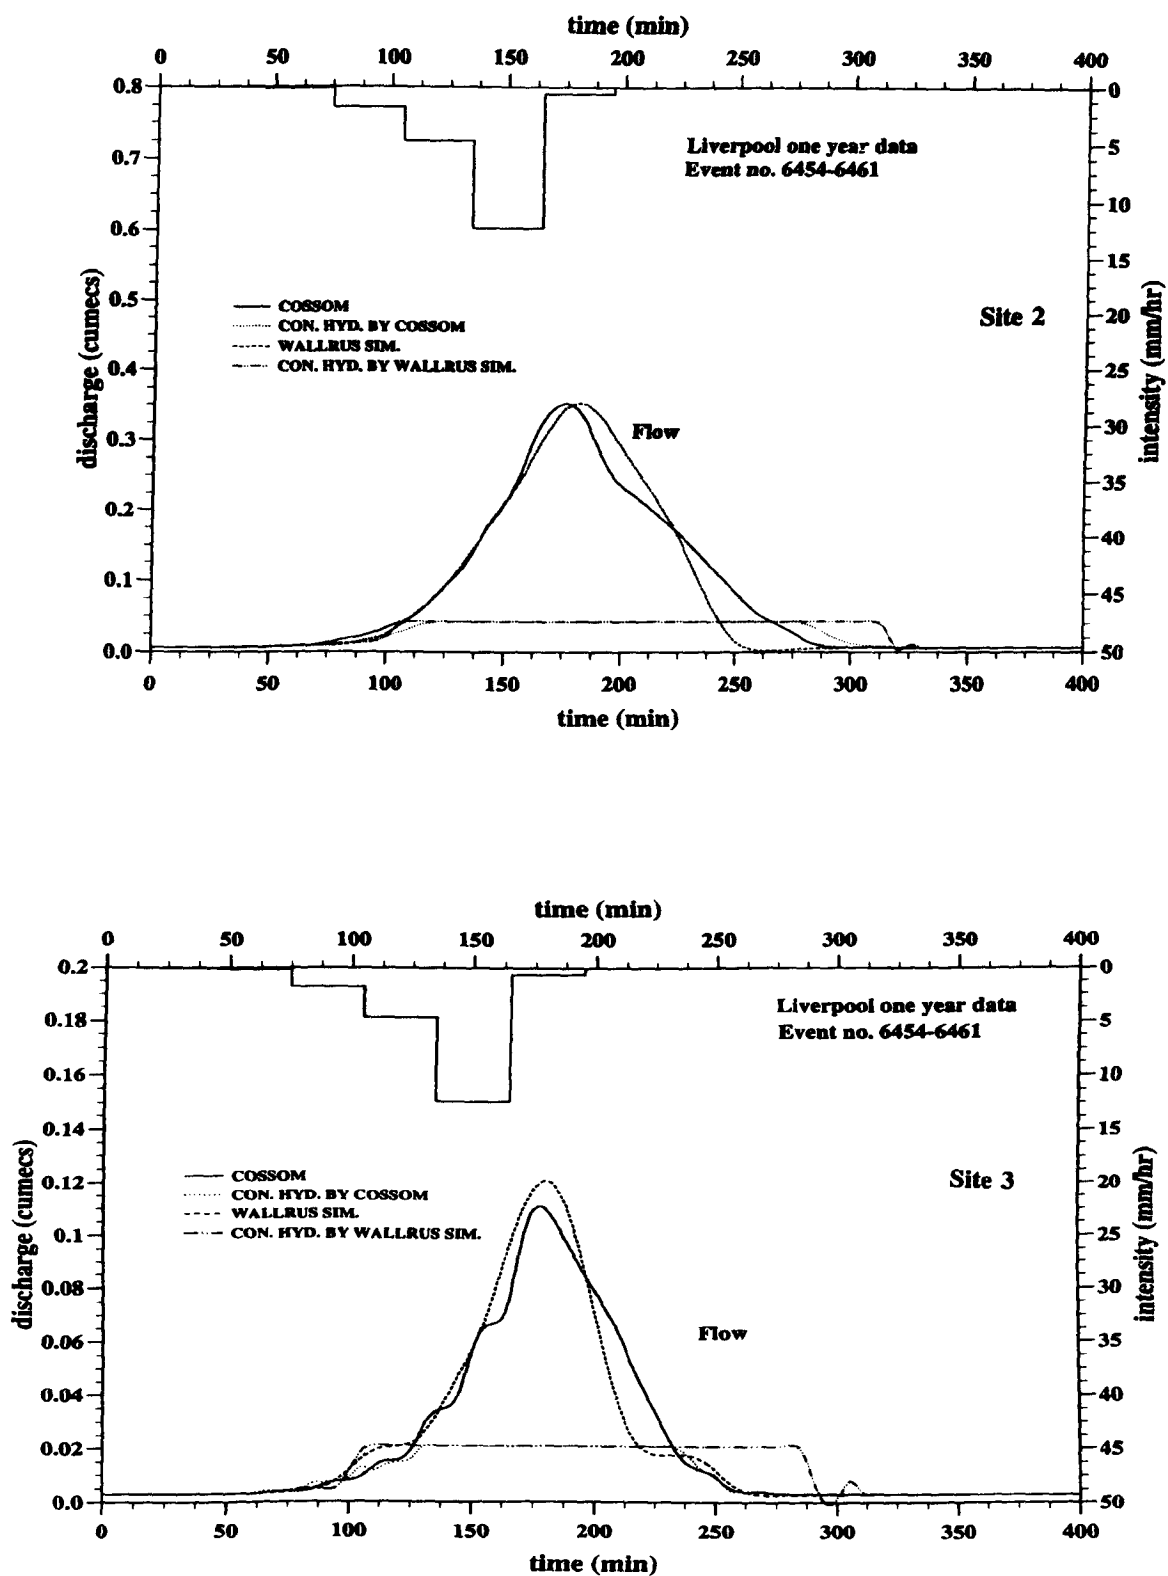 time (min)
0 50 100 150 200 250 300 350 400
0.8 0
0.7 5
Liverpool one year data
Event no. 6454-6461
10
0.6
15
0.5
COSSOM
CON. HYD. BY COSSOM
WALLRUS SIM.
CON. HYD. BY WALLRUS SIM.
Site 2
20
discharge (cumecs)
intensity (mm/hr)
0.4 25
0.3 30
Flow
35
0.2
40
0.1 45
0.0 50
0 50 100 150 200 250 300 350 400
time (min)
time (min)
0 50 100 150 200 250 300 350 400
0.2 0
Liverpool one year data
Event no. 6454-6461
0.18 5
0.16 10
0.14 15
COSSOM
CON. HYD. BY COSSOM
WALLRUS SIM.
CON. HYD. BY WALLRUS SIM.
Site 3
0.12 20
discharge (cumecs)
intensity (mm/hr)
0.1 25
0.08 30
Flow
0.06 35
0.04 40
0.02 45
0.0 50
0 50 100 150 200 250 300 350 400
time (min)